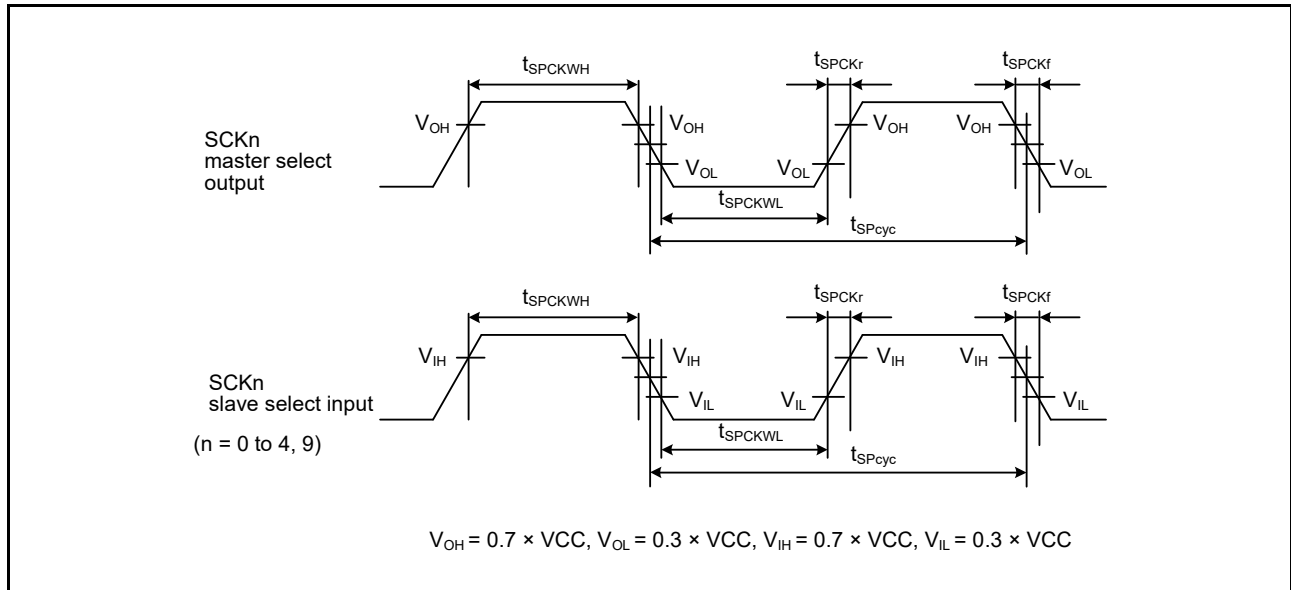 tSPCKWH
tSPCKr
tSPCKf
VOH
VOH
VOH
VOH
SCKn
master select
output
VOL
VOL
VOL
tSPCKWL
tSPcyc
tSPCKWH
tSPCKr
tSPCKf
VIH
VIH
VIH
VIH
SCKn
slave select input
VIL
VIL
VIL
(n = 0 to 4, 9)
tSPCKWL
tSPcyc
VOH = 0.7 × VCC, VOL = 0.3 × VCC, VIH = 0.7 × VCC, VIL = 0.3 × VCC